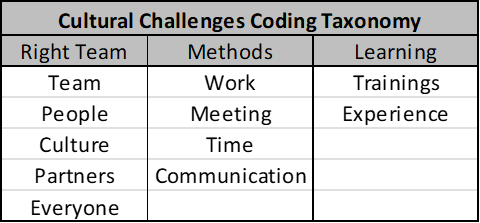 Cultural Challenges Coding Taxonomy
Right Team Methods Learning
Team Work Trainings
People Meeting Experience
Culture Time
Partners Communication
Everyone